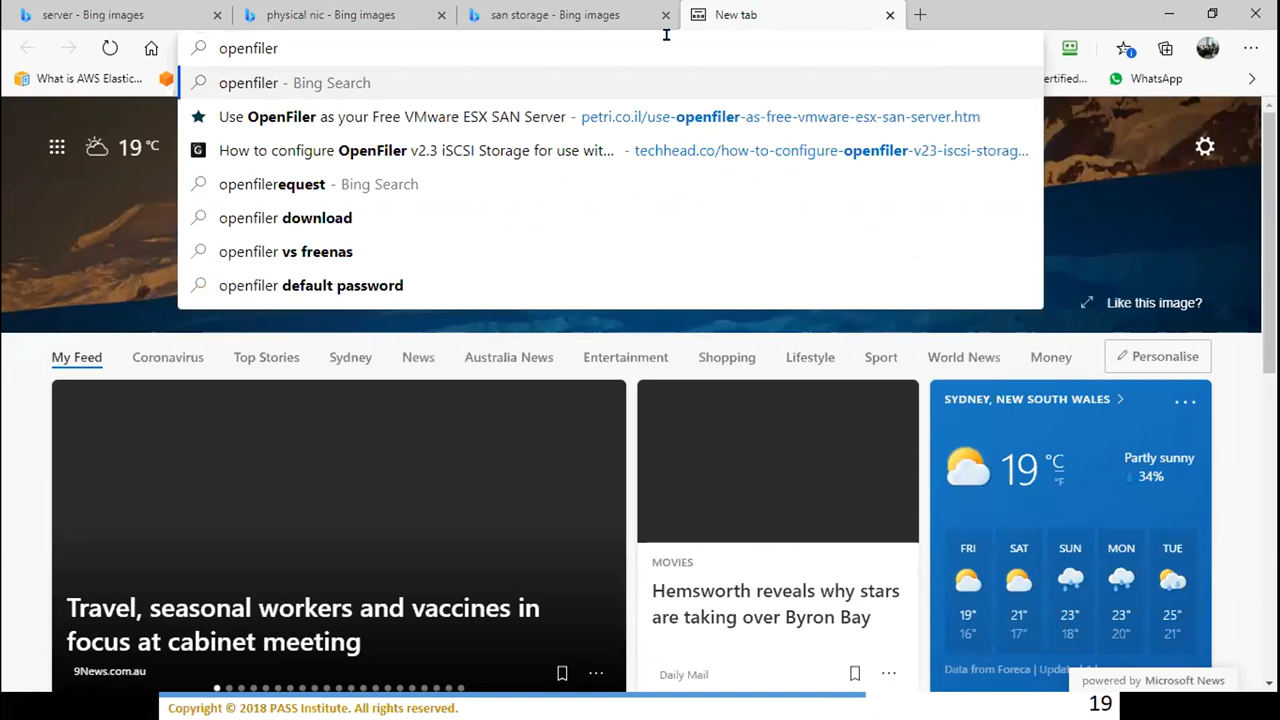 server - Bing images
physical nic - Bing images
san storage - Bing images
New tab
openfiler
What is AWS Elastic...
ertified...
WhatsApp
openfiler - Bing Search
Use OpenFiler as your Free VMware ESX SAN Server - petri.co.il/use-openfiler-as-free-vmware-esx-san-server.htm
How to configure OpenFiler v2.3 iSCSI Storage for use wit... - techhead.co/how-to-configure-openfiler-v23-iscsi-storag...
openfilerequest - Bing Search
openfiler download
openfiler vs freenas
openfiler default password
19 °C
Like this image?
My Feed Coronavirus Top Stories Sydney News Australia News Entertainment Shopping Lifestyle Sport World News Money Personalise
Travel, seasonal workers and vaccines in
focus at cabinet meeting
9News.com.au
MOVIES
Hemsworth reveals why stars
are taking over Byron Bay
Daily Mail
SYDNEY, NEW SOUTH WALES
19 °C
°F
Partly sunny
34%
FRI SAT SUN MON TUE
19° 21° 23° 23° 25°
16° 17° 18° 20° 21°
Data from Foreca | Updated
powered by Microsoft News
Copyright © 2018 PASS Institute. All rights reserved.
19